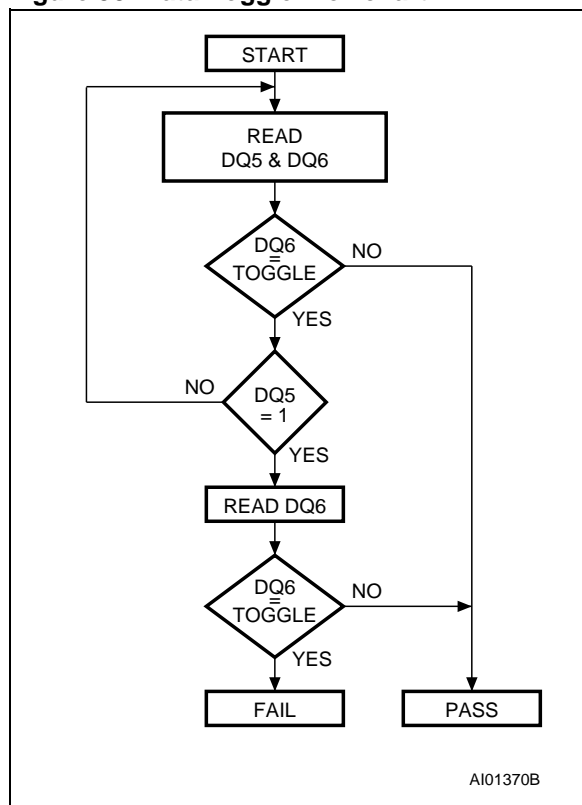 START
READ
DQ5 & DQ6
DQ6
=
TOGGLE
NO
YES
NO
DQ5
= 1
YES
READ DQ6
DQ6
=
TOGGLE
NO
YES
FAIL
PASS
AI01370B